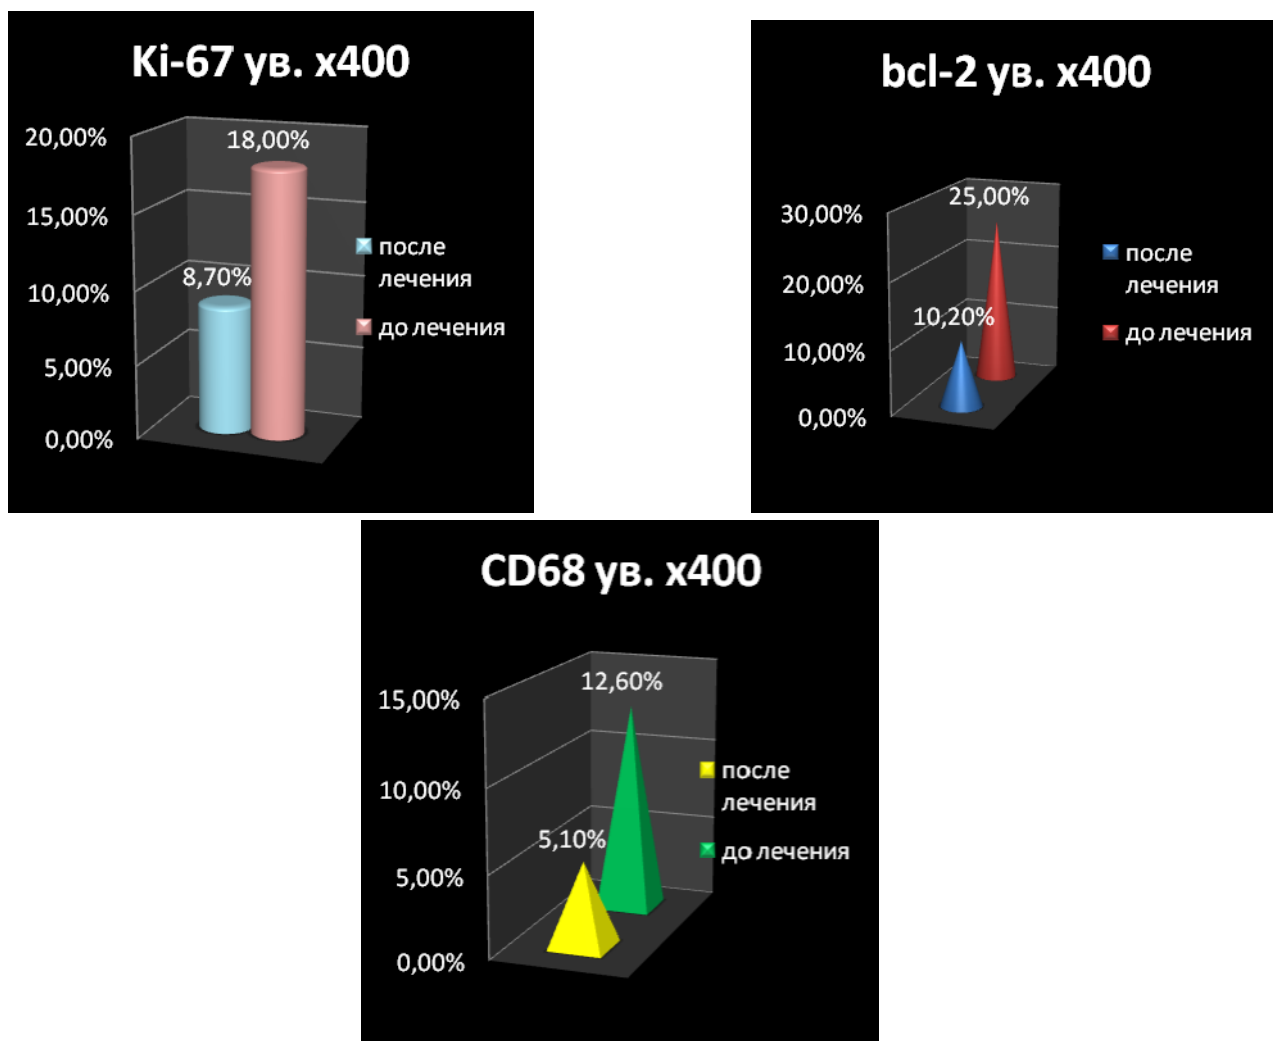 Ki-67 ув. х400
20,00%
15,00%
10,00%
5,00%
0,00%
18,00%
8,70%
после
лечения
до лечения
bcl-2 ув. х400
30,00%
20,00%
10,00%
0,00%
25,00%
10,20%
после
лечения
до лечения
CD68 ув. х400
15,00%
10,00%
5,00%
0,00%
12,60%
5,10%
после
лечения
до лечения